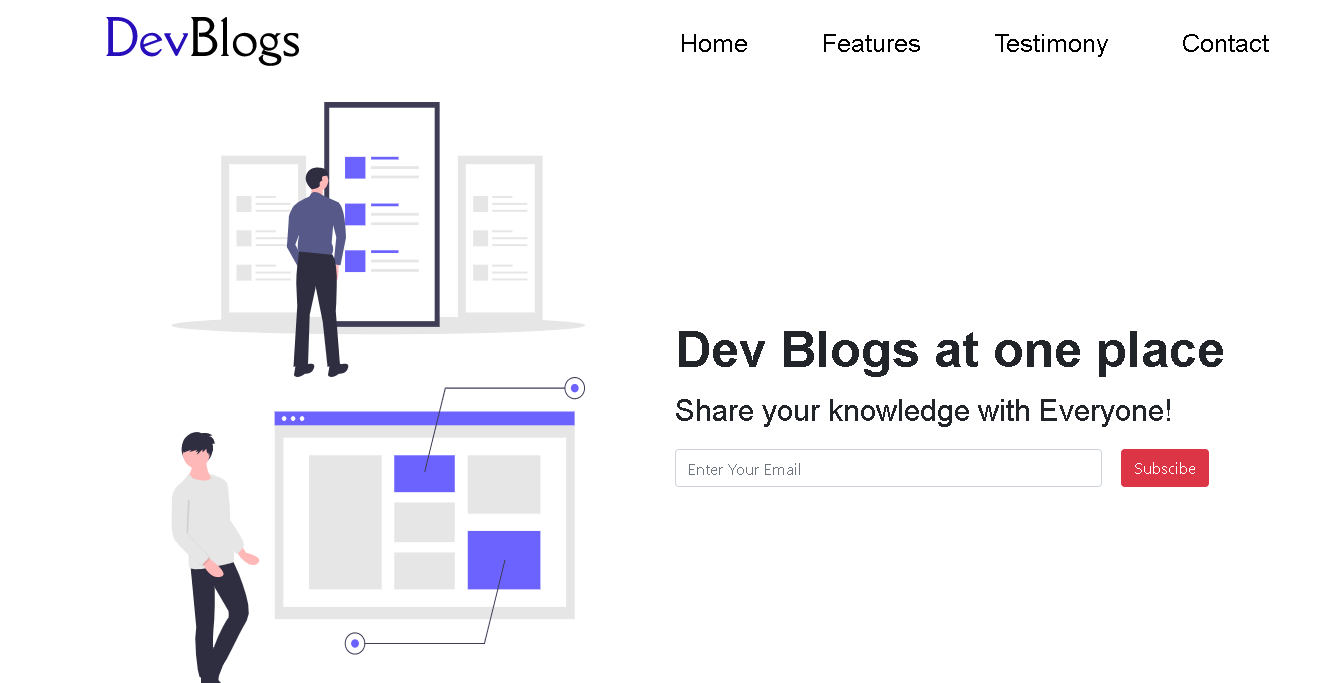 DevBlogs
Home Features Testimony Contact
Dev Blogs at one place
Share your knowledge with Everyone!
Enter Your Email
Subscibe